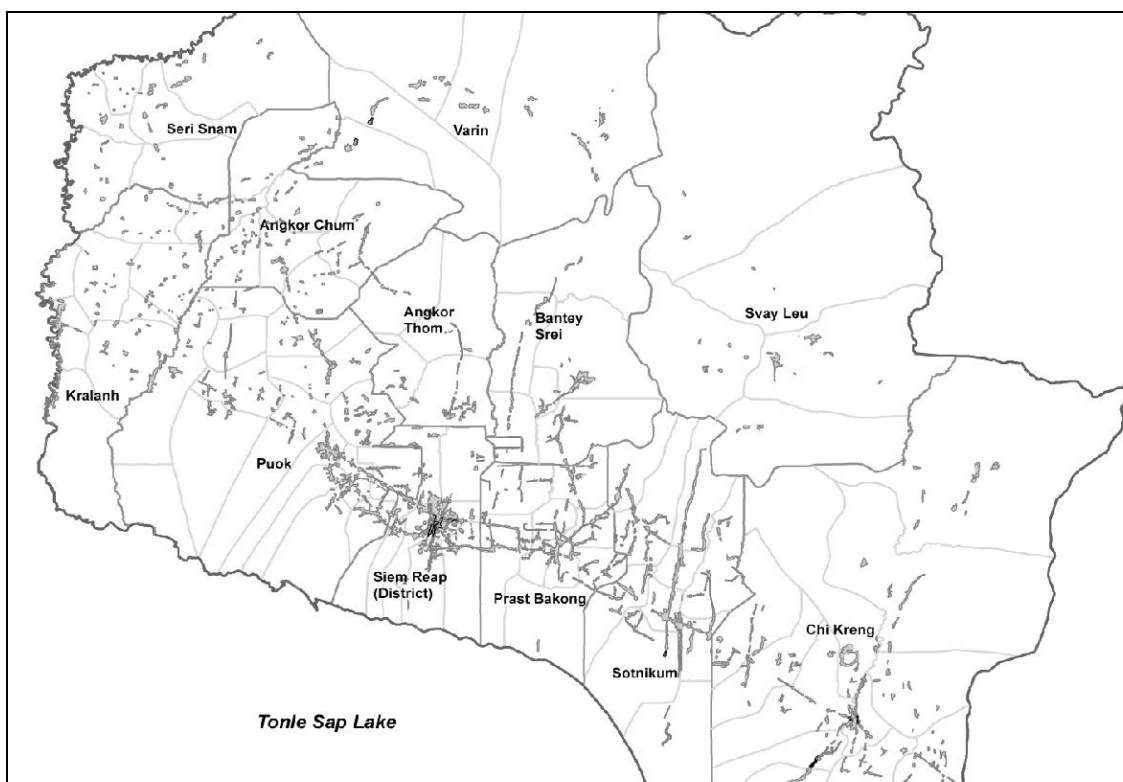 Seri Snam
Varin
Angkor Chum
Angkor
Thom
Bantey
Srei
Svay Leu
Kralanh
Puok
Siem Reap
(District)
Prast Bakong
Chi Kreng
Sotnikum
Tonle Sap Lake